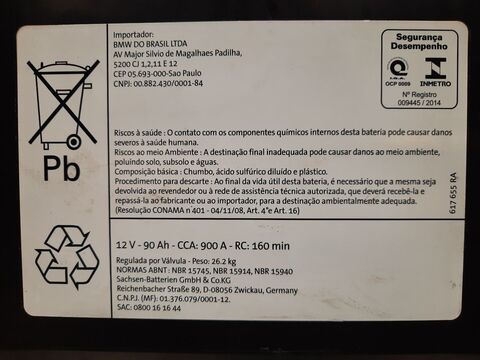 Importador:
BMW DO BRASIL LTDA
AV Major Silvio de Magalhaes Padilha,
5200 CJ 1,2,11 E 12
CEP 05.693-000-Sao Paulo
CNPJ: 00.882.430/0001-84
Segurança
Desempenho
I.Q.A.
OCP 0009
INMETRO
Nº Registro
009445 / 2014
Pb
Riscos à saúde : O contato com os componentes químicos internos desta bateria pode causar danos
severos à saúde humana.
Riscos ao meio Ambiente : A destinação final inadequada pode causar danos ao meio ambiente,
poluindo solo, subsolo e águas.
Composição básica : Chumbo, ácido sulfúrico diluído e plástico.
Procedimento para descarte : Ao final da vida útil desta bateria, é necessário que a mesma seja
devolvida ao revendedor ou à rede de assistência técnica autorizada, que deverá recebê-la e
repassá-la ao fabricante ou ao importador, para a destinação ambientalmente adequada.
(Resolução CONAMA n°401 - 04/11/08, Art. 4°e Art. 16)
617 655 RA
12 V - 90 Ah - CCA: 900 A - RC: 160 min
Regulada por Válvula - Peso: 26.2 kg
NORMAS ABNT : NBR 15745, NBR 15914, NBR 15940
Sachsen-Batterien GmbH & Co.KG
Reichenbacher Straße 89, D-08056 Zwickau, Germany
C.N.P.J. (MF): 01.376.079/0001-12.
SAC: 0800 16 16 44